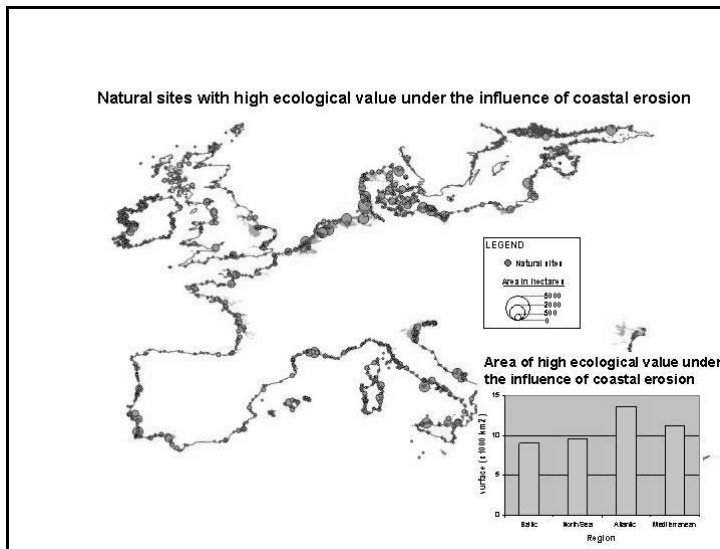 Natural sites with high ecological value under the influence of coastal erosion
LEGEND
Natural sites
Area in hectares
5000
2000
500
0
Area of high ecological value under
the influence of coastal erosion
surface (x1000 km2)
15
10
5
0
Baltic
North Sea
Atlantic
Mediterranean
Region